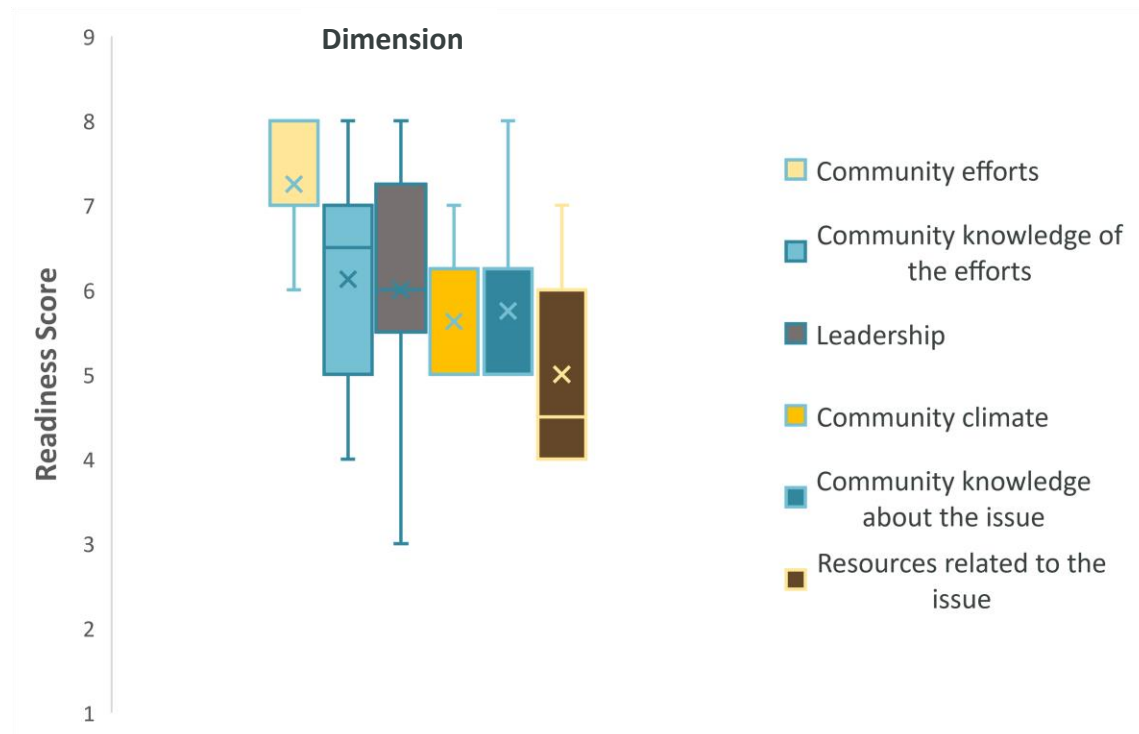 Dimension
9
8
7
6
5
4
3
2
1
Readiness Score
Community efforts
Community knowledge of
the efforts
Leadership
Community climate
Community knowledge
about the issue
Resources related to the
issue